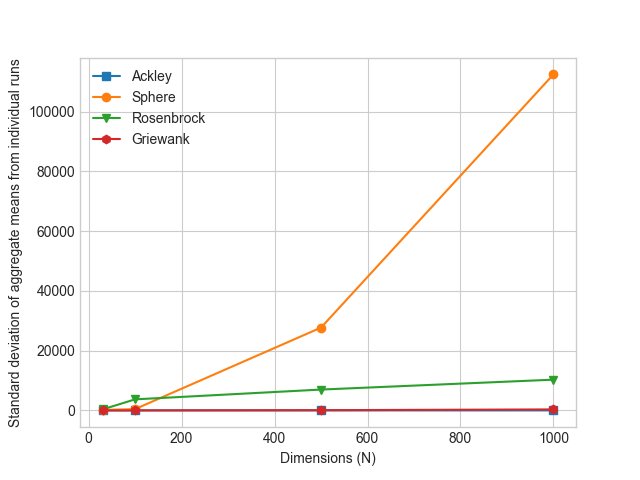 Ackley
Sphere
Rosenbrock
Griewank
Standard deviation of aggregate means from individual runs
100000
80000
60000
40000
20000
0
0 200 400 600 800 1000
Dimensions (N)